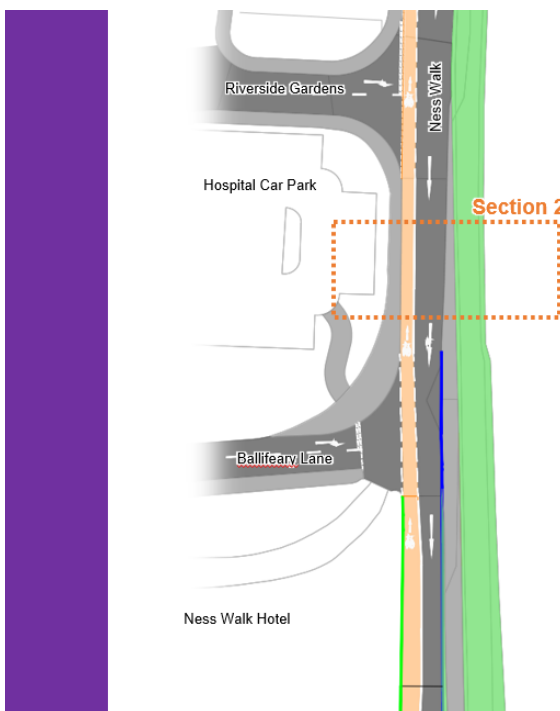 Riverside Gardens
Ness Walk
Hospital Car Park
Section 2
Ballifeary Lane
Ness Walk Hotel